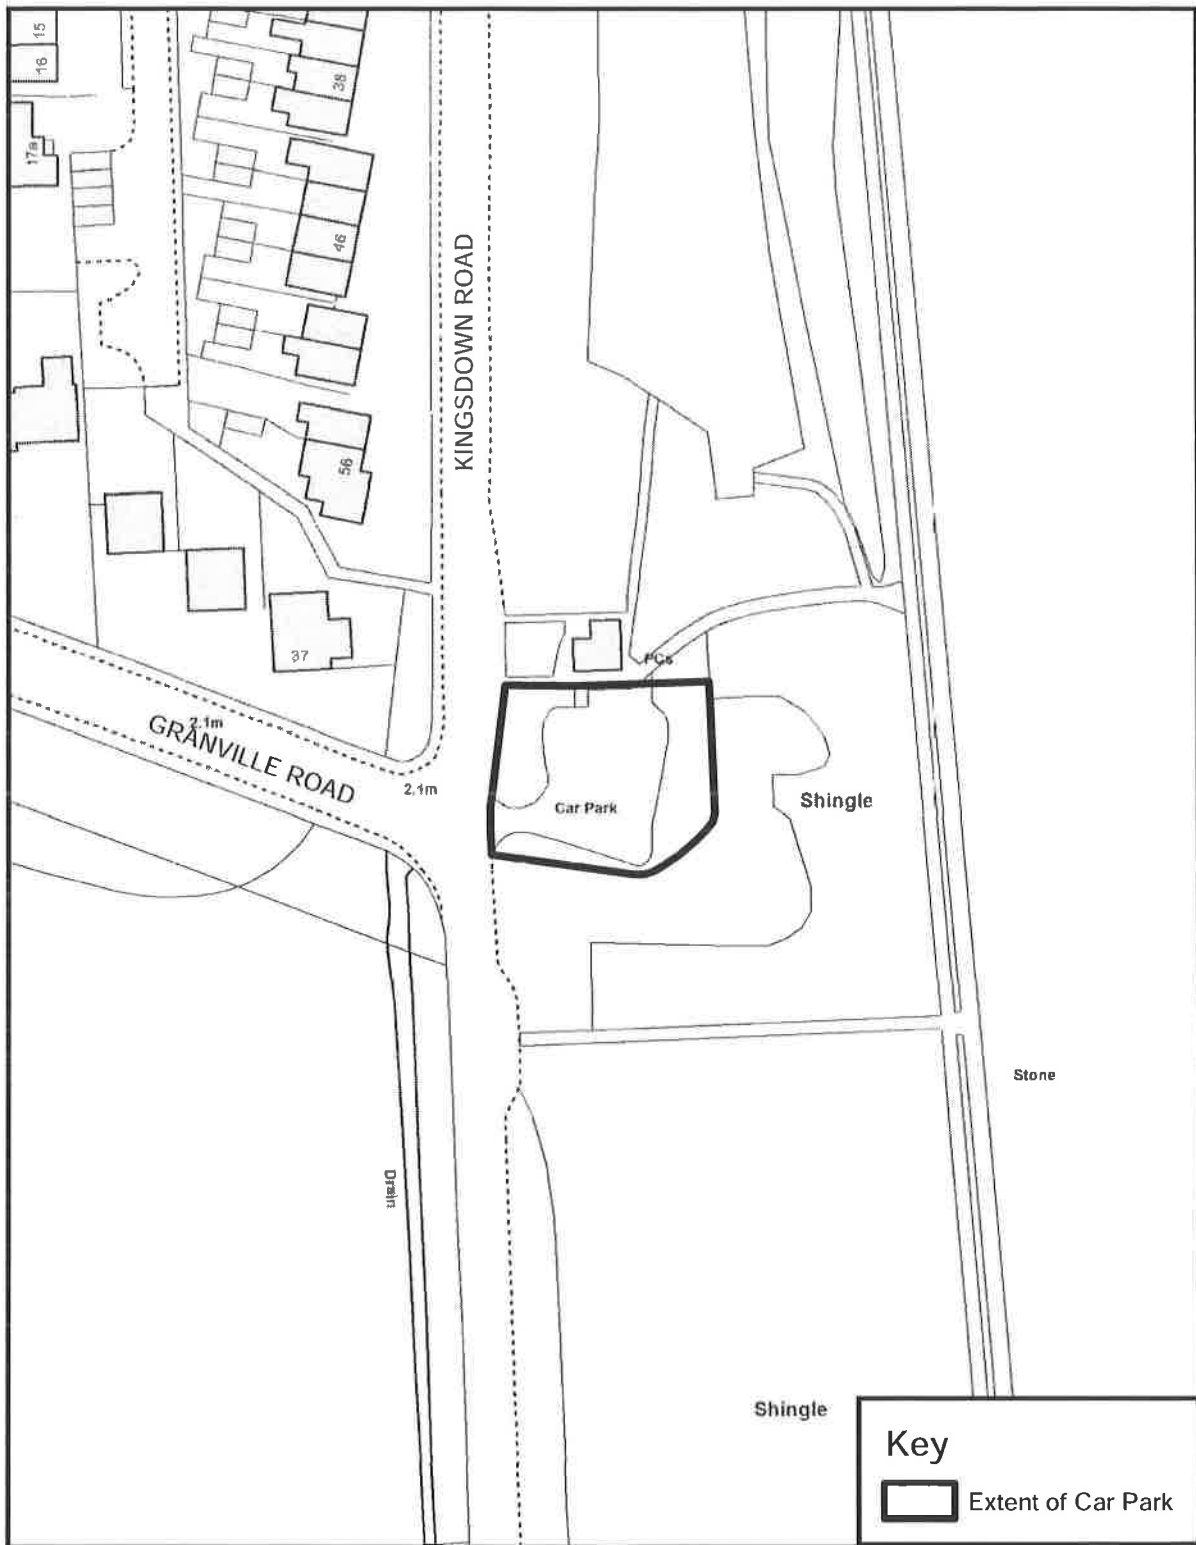 15
16
38
17a
46
KINGSDOWN ROAD
56
37
PCs
2.1m
GRANVILLE ROAD
2.1m
Car Park
Shingle
Stone
Drain
Shingle
Key
Extent of Car Park